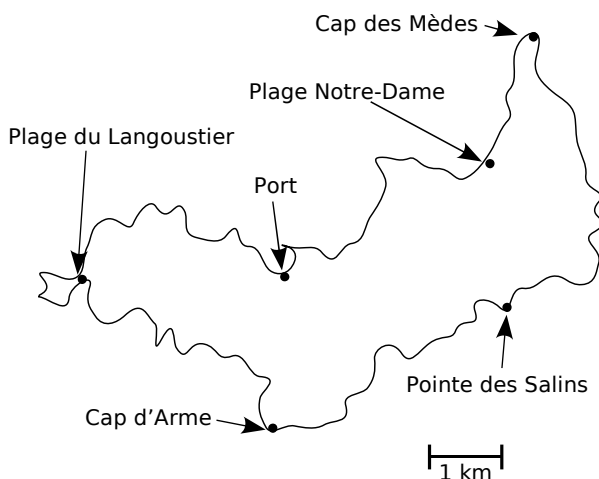 Cap des Mèdes
Plage Notre-Dame
Plage du Langoustier
Port
Pointe des Salins
Cap d'Arme
1 km